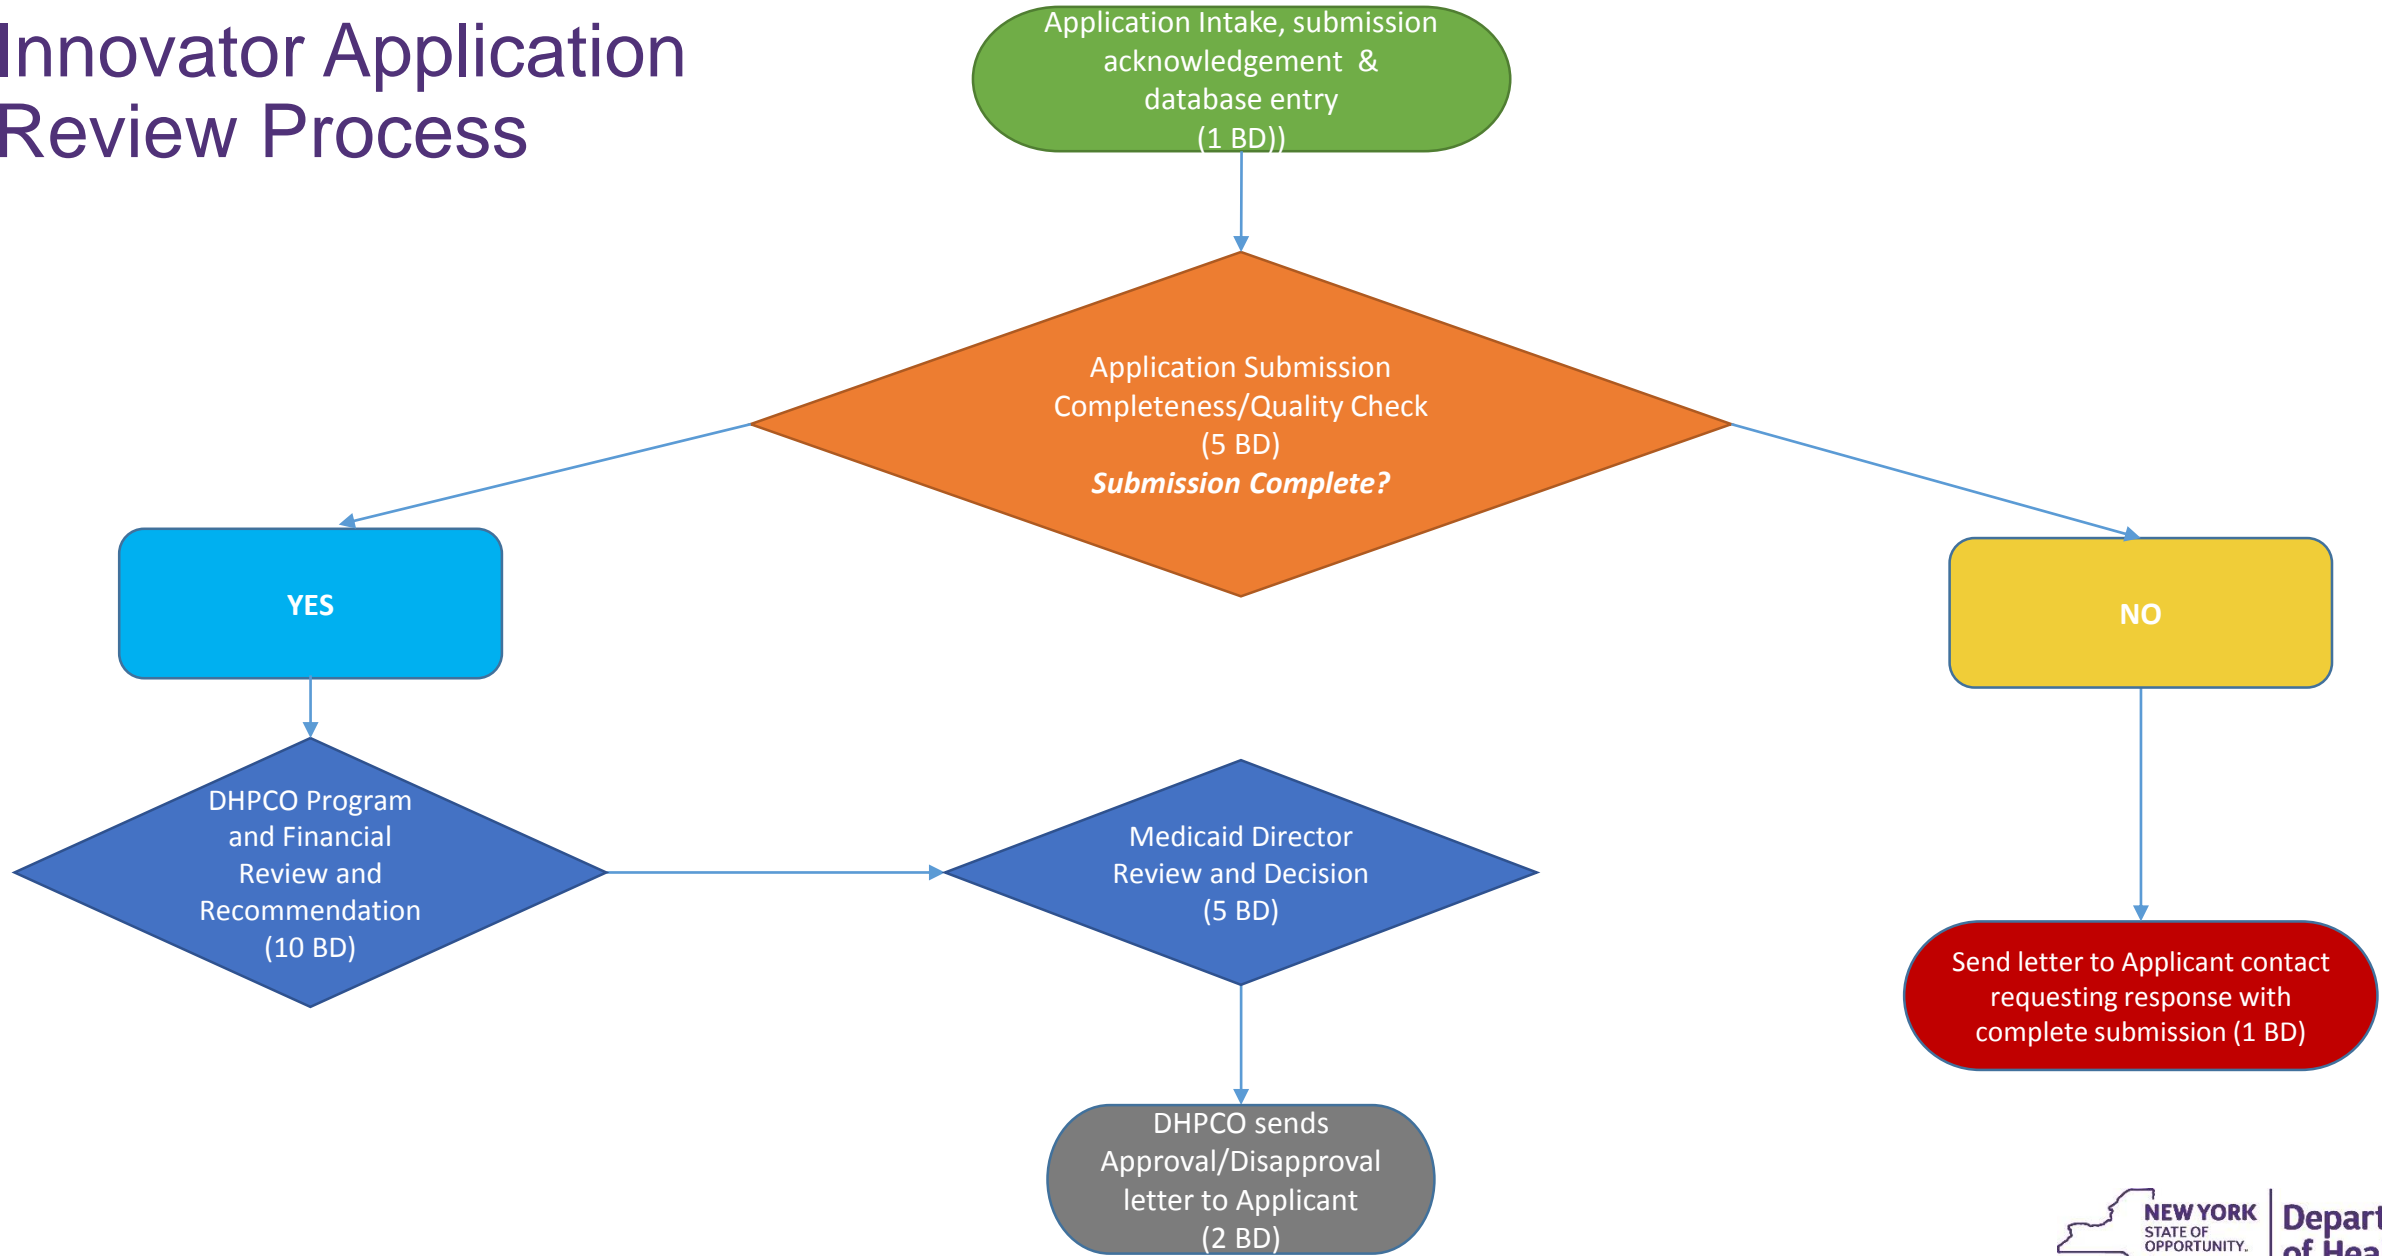 Innovator Application
Review Process
Application Intake, submission
acknowledgement &
database entry
(1 BD))
Application Submission
Completeness/Quality Check
(5 BD)
Submission Complete?
YES
NO
DHPCO Program
and Financial
Review and
Recommendation
(10 BD)
Medicaid Director
Review and Decision
(5 BD)
Send letter to Applicant contact
requesting response with
complete submission (1 BD)
DHPCO sends
Approval/Disapproval
letter to Applicant
(2 BD)
NEW YORK
STATE OF
OPPORTUNITY.
Depart
of Heal